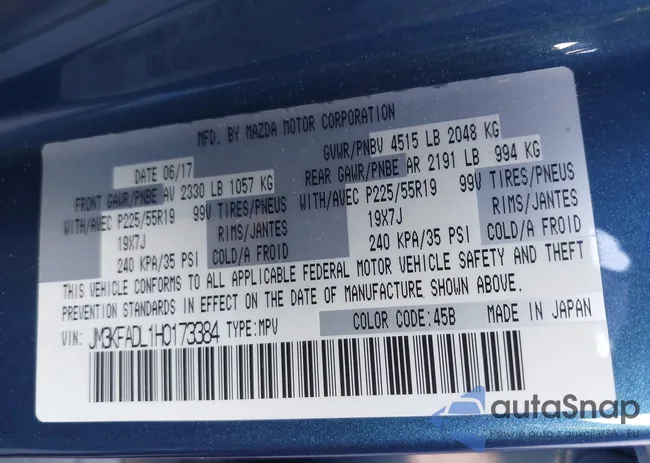 MFD. BY MAZDA MOTOR CORPORATION
DATE 06/17
GVWR/PNBV 4515 LB 2048 KG
FRONT GAWR/PNBE AV 2330 LB 1057 KG
REAR GAWR/PNBE AR 2191 LB 994 KG
WITH/AVEC P225/55R19 99V TIRES/PNEUS
WITH/AVEC P225/55R19 99V TIRES/PNEUS
19X7J RIMS/JANTES
19X7J RIMS/JANTES
240 KPA/35 PSI COLD/A FROID
240 KPA/35 PSI COLD/A FROID
THIS VEHICLE CONFORMS TO ALL APPLICABLE FEDERAL MOTOR VEHICLE SAFETY AND THEFT
PREVENTION STANDARDS IN EFFECT ON THE DATE OF MANUFACTURE SHOWN ABOVE.
VIN: JM3KFADL1H0173384 TYPE:MPV
COLOR CODE:45B MADE IN JAPAN
autoSnap
Pewne auta z aukcji USA i EU